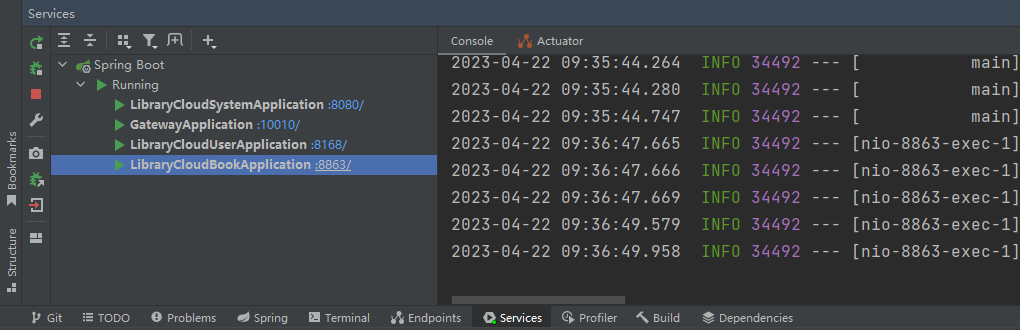 Services
Console
Actuator
Spring Boot
Running
LibraryCloudSystemApplication :8080/
GatewayApplication :10010/
LibraryCloudUserApplication :8168/
LibraryCloudBookApplication :8863/
2023-04-22 09:35:44.264  INFO 34492 --- [           main]
2023-04-22 09:35:44.280  INFO 34492 --- [           main]
2023-04-22 09:35:44.747  INFO 34492 --- [           main]
2023-04-22 09:36:47.665  INFO 34492 --- [nio-8863-exec-1]
2023-04-22 09:36:47.666  INFO 34492 --- [nio-8863-exec-1]
2023-04-22 09:36:47.669  INFO 34492 --- [nio-8863-exec-1]
2023-04-22 09:36:49.579  INFO 34492 --- [nio-8863-exec-1]
2023-04-22 09:36:49.958  INFO 34492 --- [nio-8863-exec-1]
Bookmarks
Structure
Git
TODO
Problems
Spring
Terminal
Endpoints
Services
Profiler
Build
Dependencies